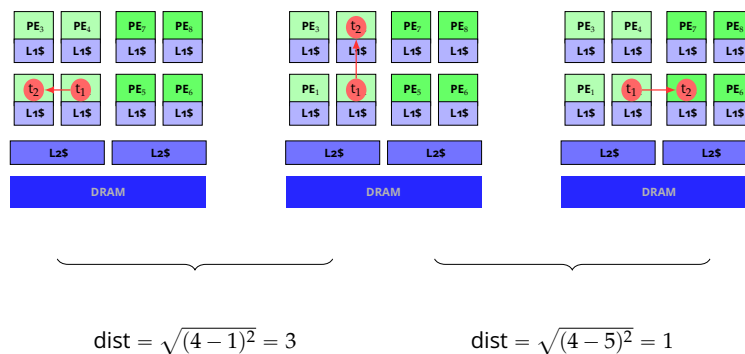 PE₃ PE₄ PE₇ PE₈
L1$ L1$ L1$ L1$
t₂ t₁ PE₅ PE₆
L1$ L1$ L1$ L1$
L2$ L2$
DRAM
PE₃ t₂ PE₇ PE₈
L1$ L1$ L1$ L1$
PE₁ t₁ PE₅ PE₆
L1$ L1$ L1$ L1$
L2$ L2$
DRAM
PE₃ PE₄ PE₇ PE₈
L1$ L1$ L1$ L1$
PE₁ t₁ t₂ PE₆
L1$ L1$ L1$ L1$
L2$ L2$
DRAM
dist = √(4 − 1)² = 3
dist = √(4 − 5)² = 1